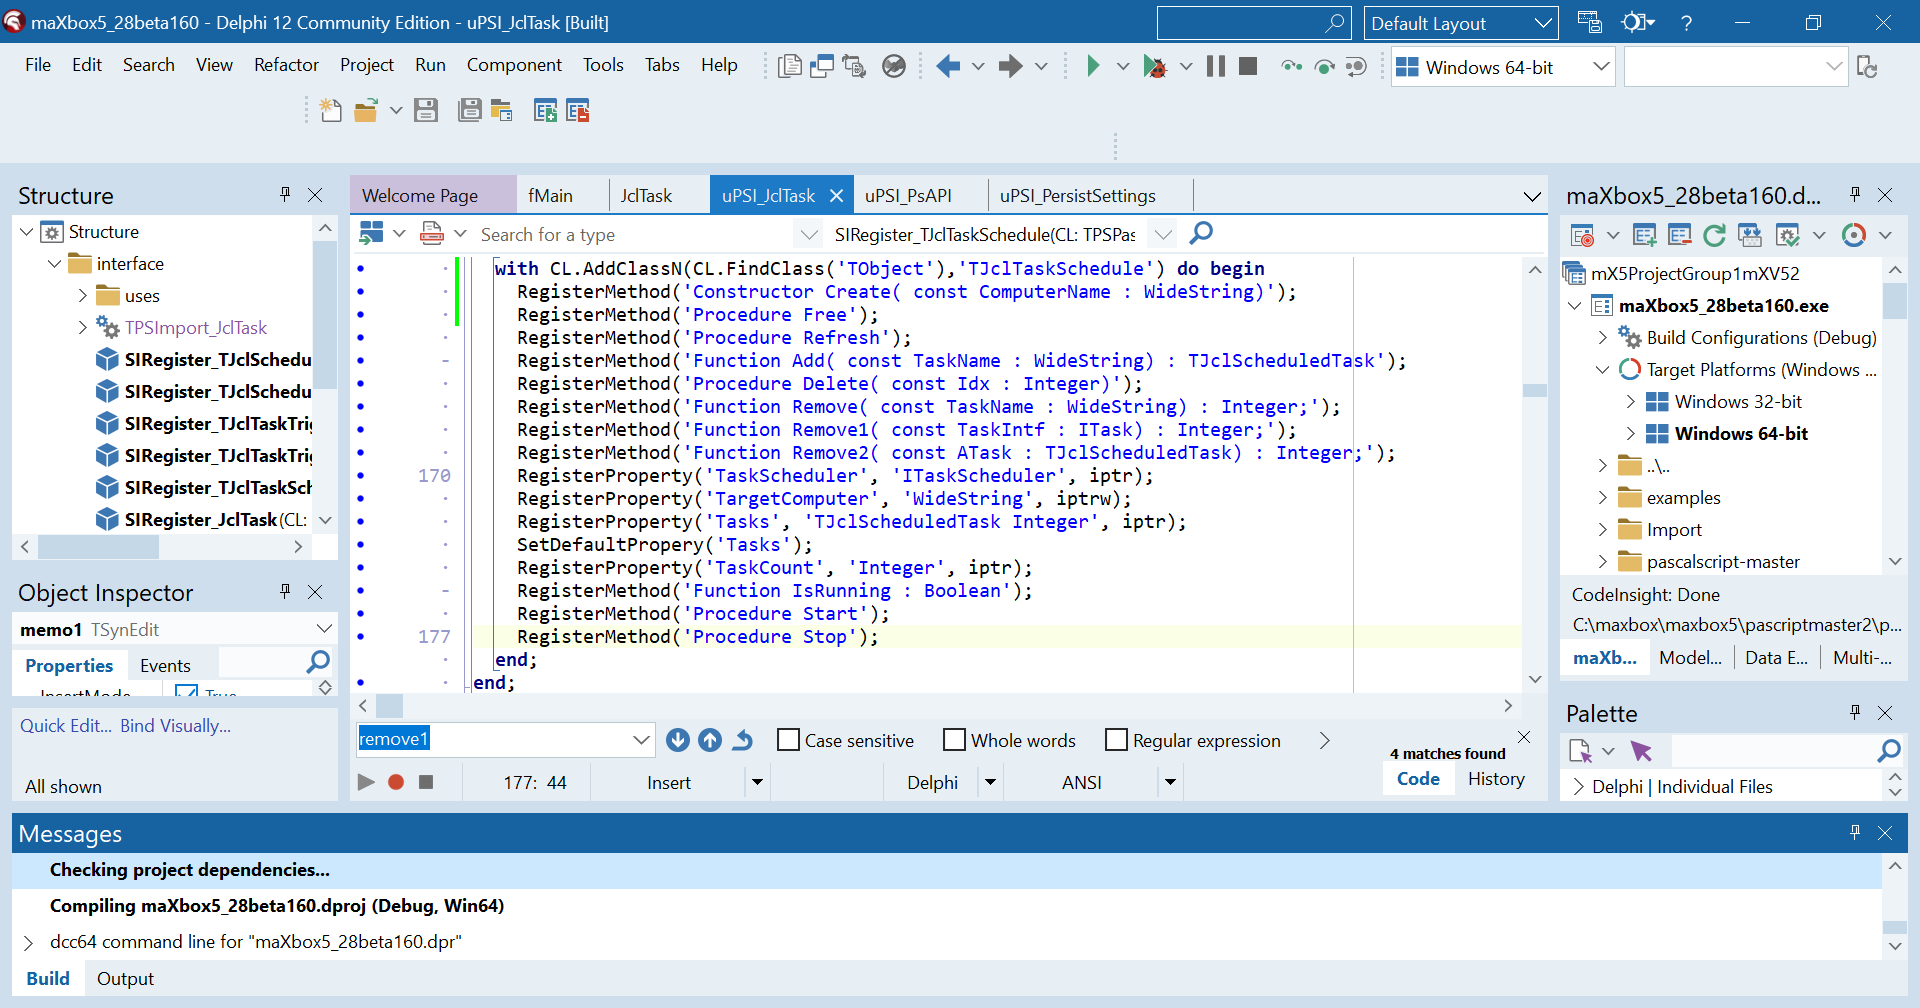 maXbox5_28beta160 - Delphi 12 Community Edition - uPSI_JclTask [Built]
Default Layout
?
File Edit Search View Refactor Project Run Component Tools Tabs Help
Windows 64-bit
Structure
Structure
interface
uses
TPSImport_JclTask
SIRegister_TJclSchedu
SIRegister_TJclSchedu
SIRegister_TJclTaskTri
SIRegister_TJclTaskTri
SIRegister_TJclTaskSch
SIRegister_JclTask(CL:
Object Inspector
memo1 TSynEdit
Properties Events
InsertMode True
Quick Edit... Bind Visually...
All shown
Welcome Page fMain JclTask uPSI_JclTask uPSI_PsAPI uPSI_PersistSettings
Search for a type SIRegister_TJclTaskSchedule(CL: TPSPas
with CL.AddClassN(CL.FindClass('TObject'),'TJclTaskSchedule') do begin
RegisterMethod('Constructor Create( const ComputerName : WideString)');
RegisterMethod('Procedure Free');
RegisterMethod('Procedure Refresh');
RegisterMethod('Function Add( const TaskName : WideString) : TJclScheduledTask');
RegisterMethod('Procedure Delete( const Idx : Integer)');
RegisterMethod('Function Remove( const TaskName : WideString) : Integer;');
RegisterMethod('Function Remove1( const TaskIntf : ITask) : Integer;');
RegisterMethod('Function Remove2( const ATask : TJclScheduledTask) : Integer;');
170 RegisterProperty('TaskScheduler', 'ITaskScheduler', iptr);
RegisterProperty('TargetComputer', 'WideString', iptrw);
RegisterProperty('Tasks', 'TJclScheduledTask Integer', iptr);
SetDefaultPropery('Tasks');
RegisterProperty('TaskCount', 'Integer', iptr);
RegisterMethod('Function IsRunning : Boolean');
RegisterMethod('Procedure Start');
177 RegisterMethod('Procedure Stop');
end;
end;
remove1 Case sensitive Whole words Regular expression
4 matches found
177: 44 Insert Delphi ANSI
Code History
maXbox5_28beta160.d...
mX5ProjectGroup1mXV52
maXbox5_28beta160.exe
Build Configurations (Debug)
Target Platforms (Windows ...
Windows 32-bit
Windows 64-bit
..\..
examples
Import
pascalscript-master
CodeInsight: Done
C:\maxbox\maxbox5\pascriptmaster2\p...
maXb... Model... Data E... Multi-...
Palette
Delphi | Individual Files
Messages
Checking project dependencies...
Compiling maXbox5_28beta160.dproj (Debug, Win64)
dcc64 command line for "maXbox5_28beta160.dpr"
Build Output